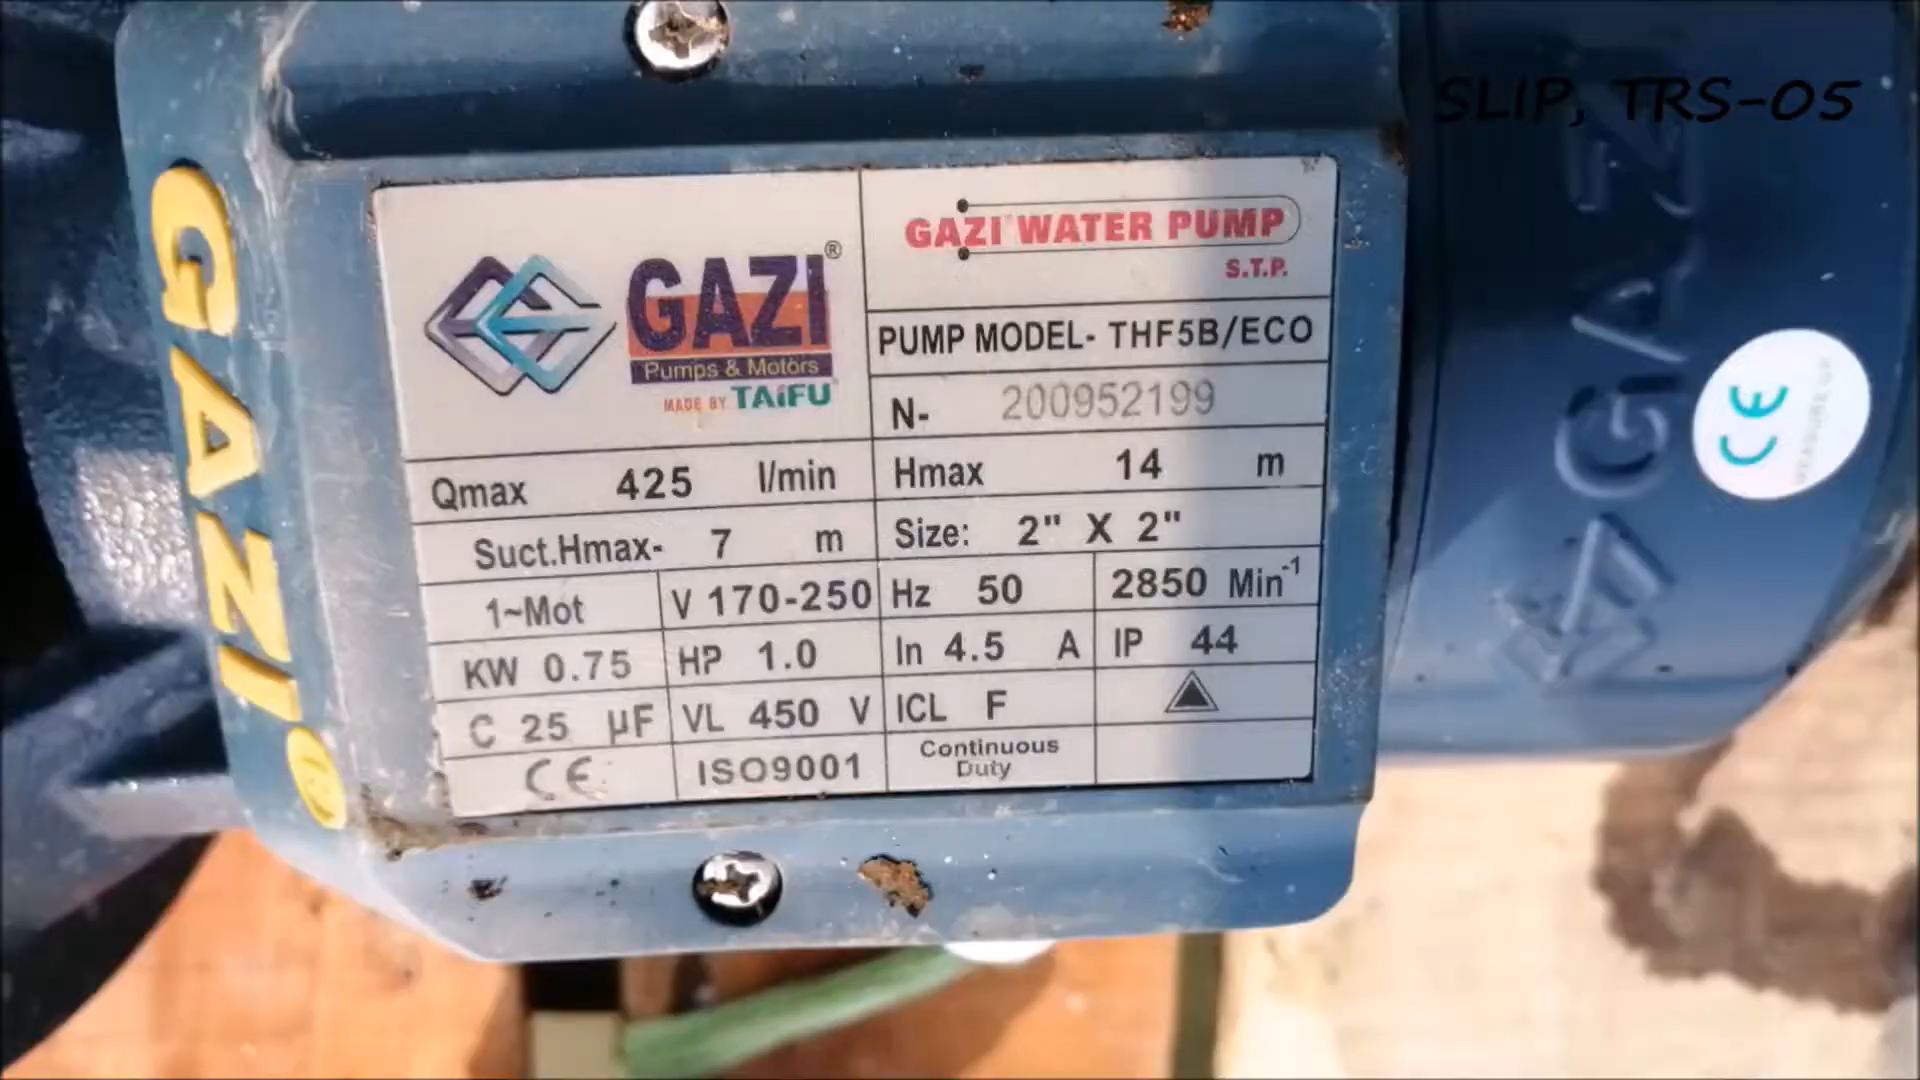 SLIP, TRS-05
GAZI
GAZI®
Pumps & Motors
MADE BY TAIFU
GAZI WATER PUMP
S.T.P.
PUMP MODEL- THF5B/ECO
N- 200952199
Qmax 425 l/min
Hmax 14 m
Suct.Hmax- 7 m
Size: 2" X 2"
1~Mot
V 170-250
Hz 50
2850 Min⁻¹
KW 0.75
HP 1.0
In 4.5 A
IP 44
C 25 µF
VL 450 V
ICL F
CE
ISO9001
Continuous
Duty
GAZI
CE